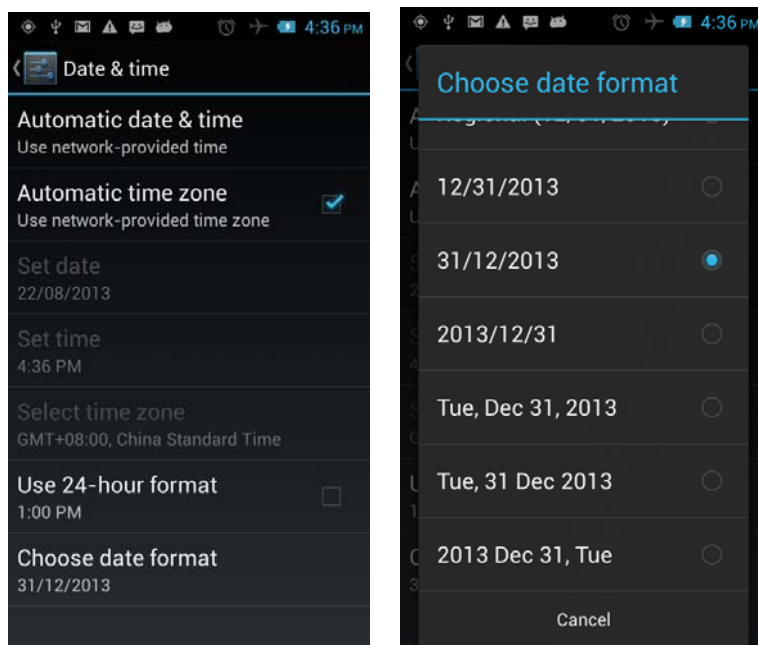 4:36 PM
Date & time
Automatic date & time
Use network-provided time
Automatic time zone
Use network-provided time zone
Set date
22/08/2013
Set time
4:36 PM
Select time zone
GMT+08:00, China Standard Time
Use 24-hour format
1:00 PM
Choose date format
31/12/2013
4:36 PM
Choose date format
12/31/2013
31/12/2013
2013/12/31
Tue, Dec 31, 2013
Tue, 31 Dec 2013
2013 Dec 31, Tue
Cancel